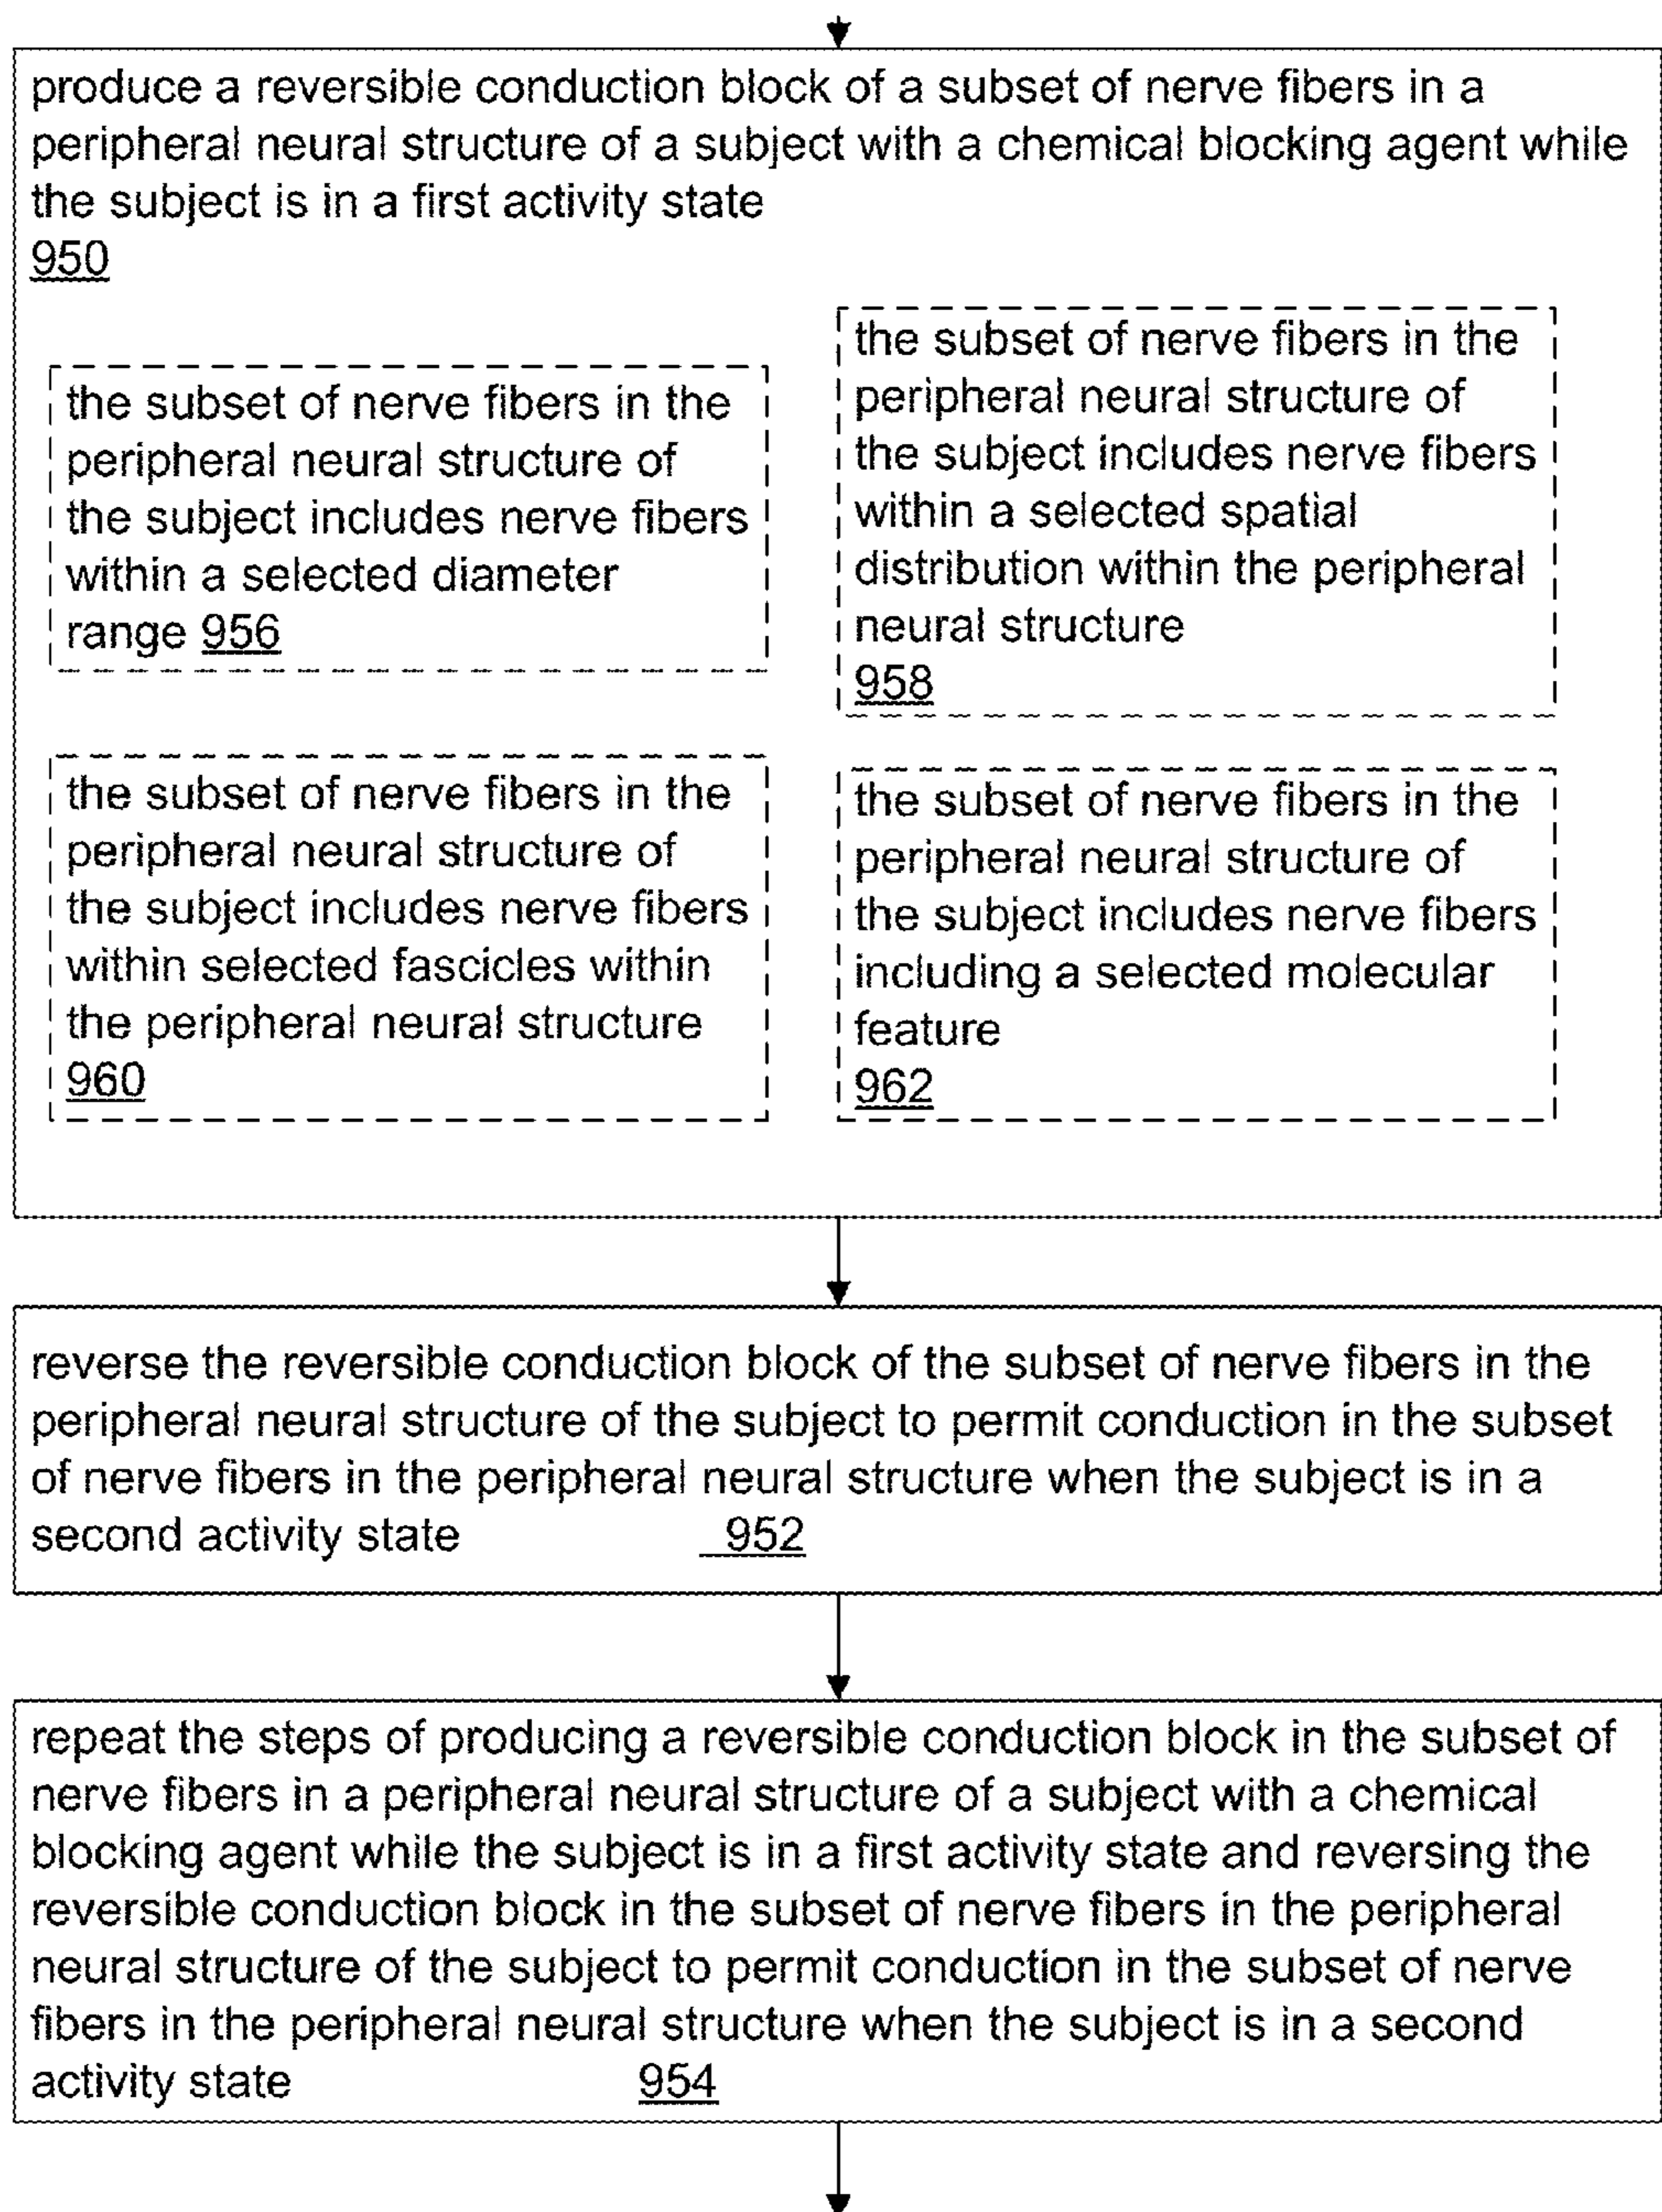 produce a reversible conduction block of a subset of nerve fibers in a
peripheral neural structure of a subject with a chemical blocking agent while
the subject is in a first activity state
950
the subset of nerve fibers in the
peripheral neural structure of
the subject includes nerve fibers
within a selected diameter
range 956
the subset of nerve fibers in the
peripheral neural structure of
the subject includes nerve fibers
within a selected spatial
distribution within the peripheral
neural structure
958
the subset of nerve fibers in the
peripheral neural structure of
the subject includes nerve fibers
within selected fascicles within
the peripheral neural structure
960
the subset of nerve fibers in the
peripheral neural structure of
the subject includes nerve fibers
including a selected molecular
feature
962
reverse the reversible conduction block of the subset of nerve fibers in the
peripheral neural structure of the subject to permit conduction in the subset
of nerve fibers in the peripheral neural structure when the subject is in a
second activity state 952
repeat the steps of producing a reversible conduction block in the subset of
nerve fibers in a peripheral neural structure of a subject with a chemical
blocking agent while the subject is in a first activity state and reversing the
reversible conduction block in the subset of nerve fibers in the peripheral
neural structure of the subject to permit conduction in the subset of nerve
fibers in the peripheral neural structure when the subject is in a second
activity state 954